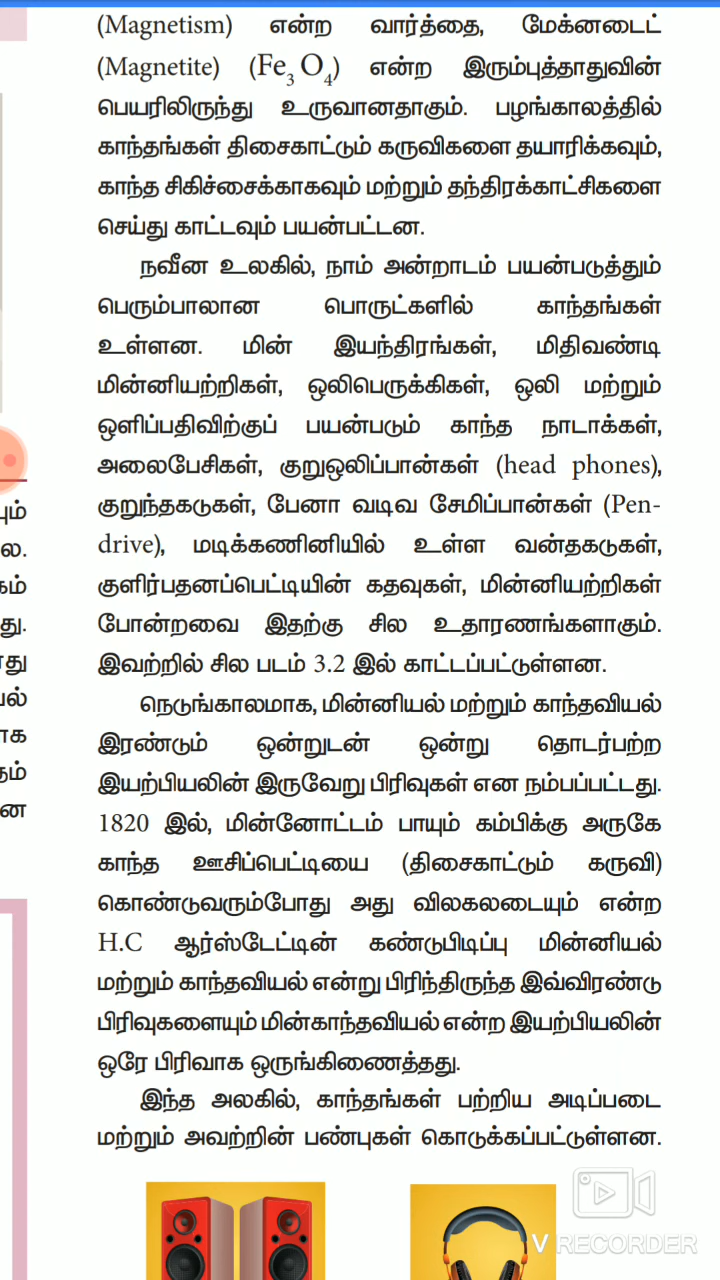 (Magnetism) என்ற வார்த்தை, மேக்னடைட்
(Magnetite) (Fe₃O₄) என்ற இரும்புத்தாதுவின்
பெயரிலிருந்து உருவானதாகும். பழங்காலத்தில்
காந்தங்கள் திசைகாட்டும் கருவிகளை தயாரிக்கவும்,
காந்த சிகிச்சைக்காகவும் மற்றும் தந்திரக்காட்சிகளை
செய்து காட்டவும் பயன்பட்டன.
நவீன உலகில், நாம் அன்றாடம் பயன்படுத்தும்
பெரும்பாலான பொருட்களில் காந்தங்கள்
உள்ளன. மின் இயந்திரங்கள், மிதிவண்டி
மின்னியற்றிகள், ஒலிபெருக்கிகள், ஒலி மற்றும்
ஒளிப்பதிவிற்குப் பயன்படும் காந்த நாடாக்கள்,
அலைபேசிகள், குறுஒலிப்பான்கள் (head phones),
குறுந்தகடுகள், பேனா வடிவ சேமிப்பான்கள் (Pen-
drive), மடிக்கணினியில் உள்ள வன்தகடுகள்,
குளிர்பதனப்பெட்டியின் கதவுகள், மின்னியற்றிகள்
போன்றவை இதற்கு சில உதாரணங்களாகும்.
இவற்றில் சில படம் 3.2 இல் காட்டப்பட்டுள்ளன.
நெடுங்காலமாக, மின்னியல் மற்றும் காந்தவியல்
இரண்டும் ஒன்றுடன் ஒன்று தொடர்பற்ற
இயற்பியலின் இருவேறு பிரிவுகள் என நம்பப்பட்டது.
1820 இல், மின்னோட்டம் பாயும் கம்பிக்கு அருகே
காந்த ஊசிப்பெட்டியை (திசைகாட்டும் கருவி)
கொண்டுவரும்போது அது விலகலடையும் என்ற
H.C ஆர்ஸ்டேட்டின் கண்டுபிடிப்பு மின்னியல்
மற்றும் காந்தவியல் என்று பிரிந்திருந்த இவ்விரண்டு
பிரிவுகளையும் மின்காந்தவியல் என்ற இயற்பியலின்
ஒரே பிரிவாக ஒருங்கிணைத்தது.
இந்த அலகில், காந்தங்கள் பற்றிய அடிப்படை
மற்றும் அவற்றின் பண்புகள் கொடுக்கப்பட்டுள்ளன.
V RECORDER